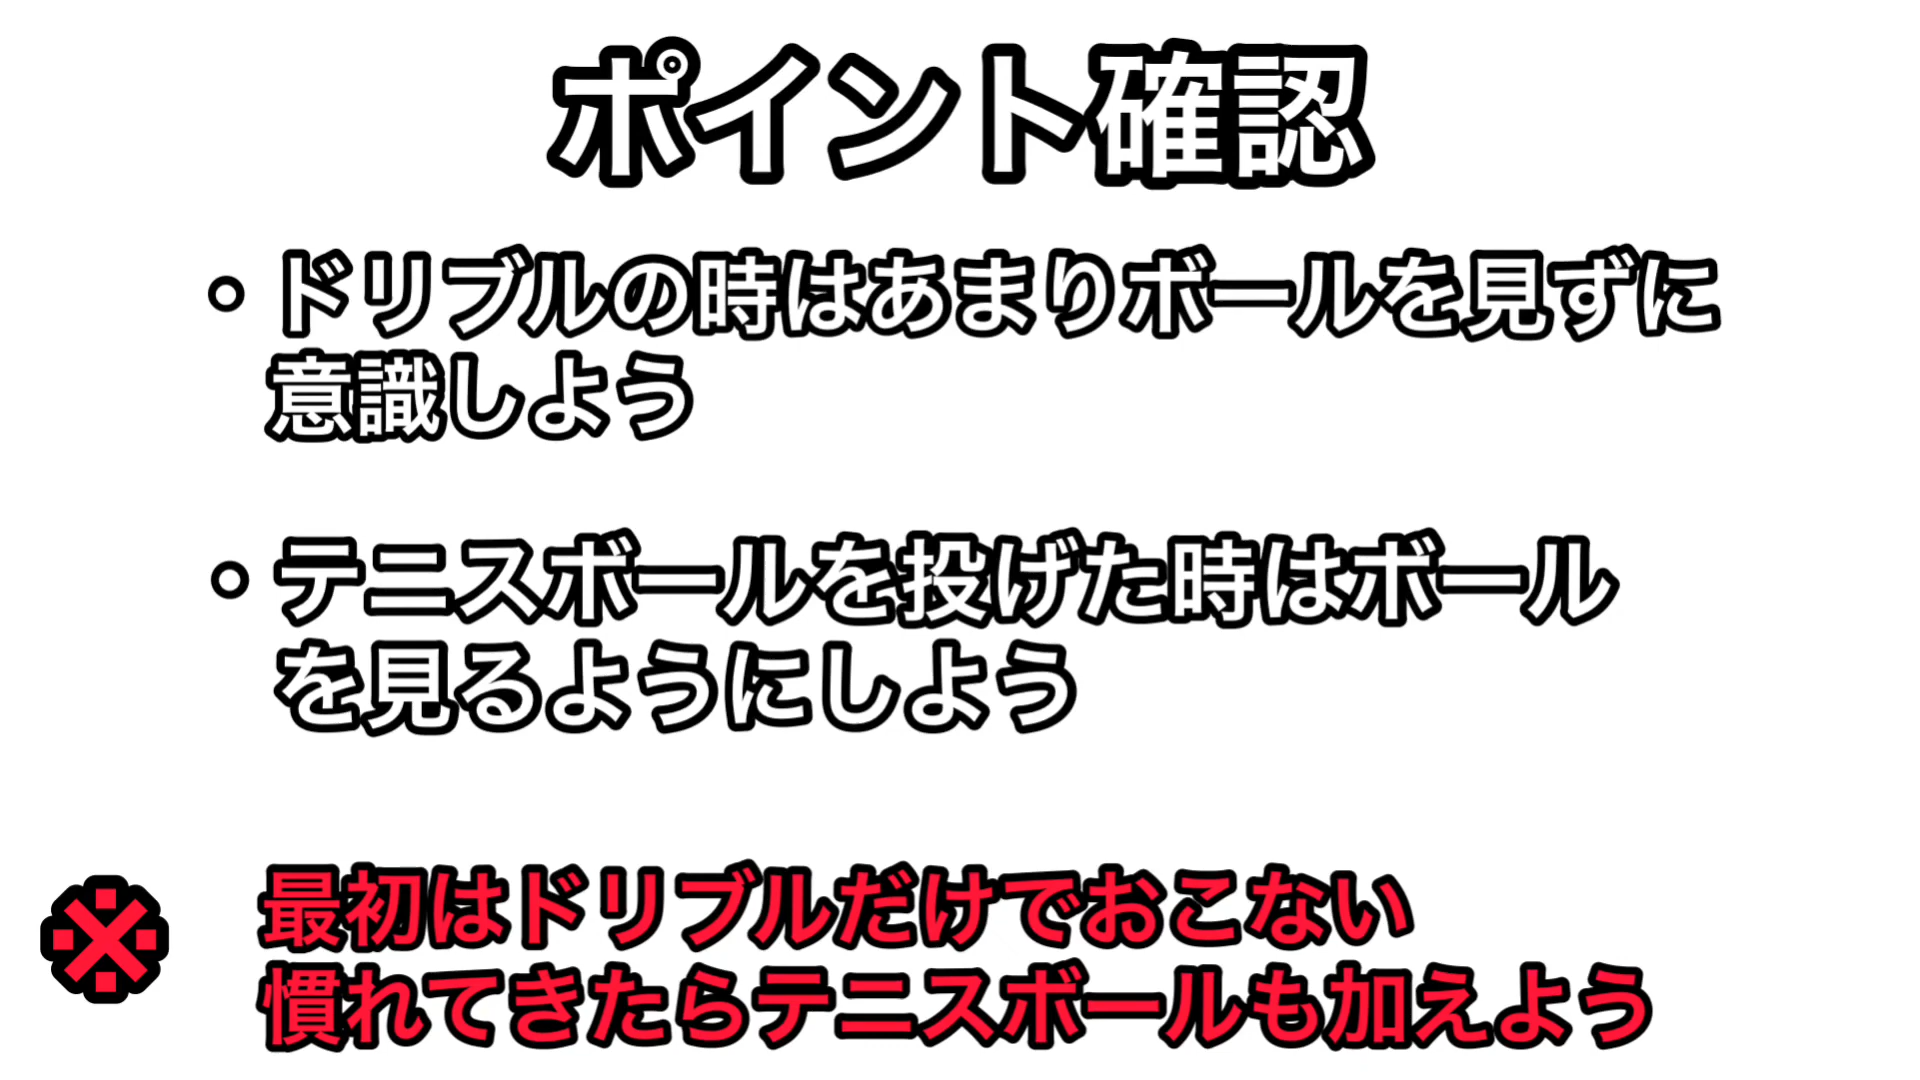 ポイント確認
◦ドリブルの時はあまりボールを見ずに
意識しよう
◦テニスボールを投げた時はボール
を見るようにしよう
※ 最初はドリブルだけでおこない
慣れてきたらテニスボールも加えよう